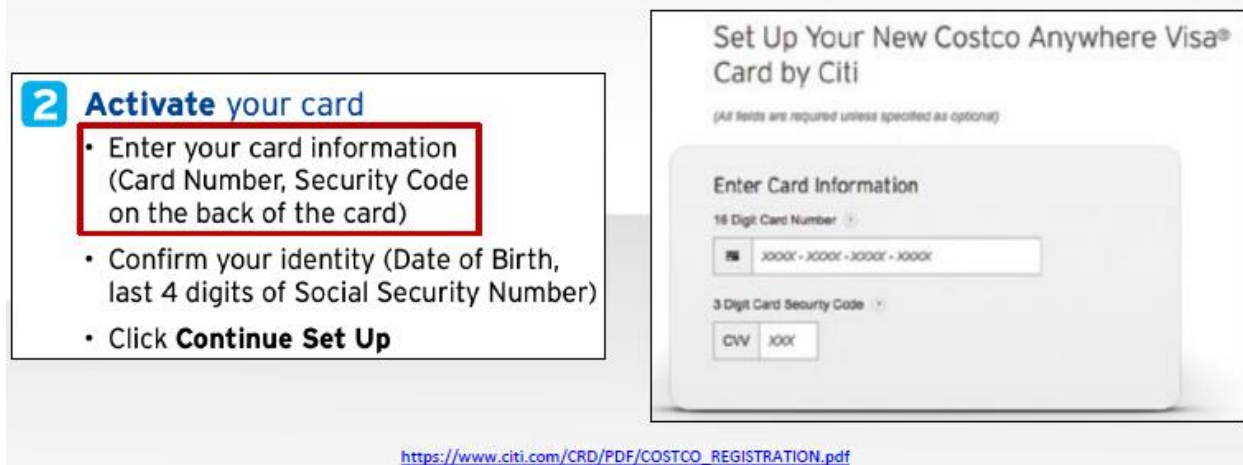 2 Activate your card
• Enter your card information
(Card Number, Security Code
on the back of the card)
• Confirm your identity (Date of Birth,
last 4 digits of Social Security Number)
• Click Continue Set Up
Set Up Your New Costco Anywhere Visa®
Card by Citi
(All fields are required unless specified as optional)
Enter Card Information
16 Digit Card Number ?
XXXX - XXXX - XXXX - XXXX
3 Digit Card Security Code ?
CVV XXX
https://www.citi.com/CRD/PDF/COSTCO_REGISTRATION.pdf